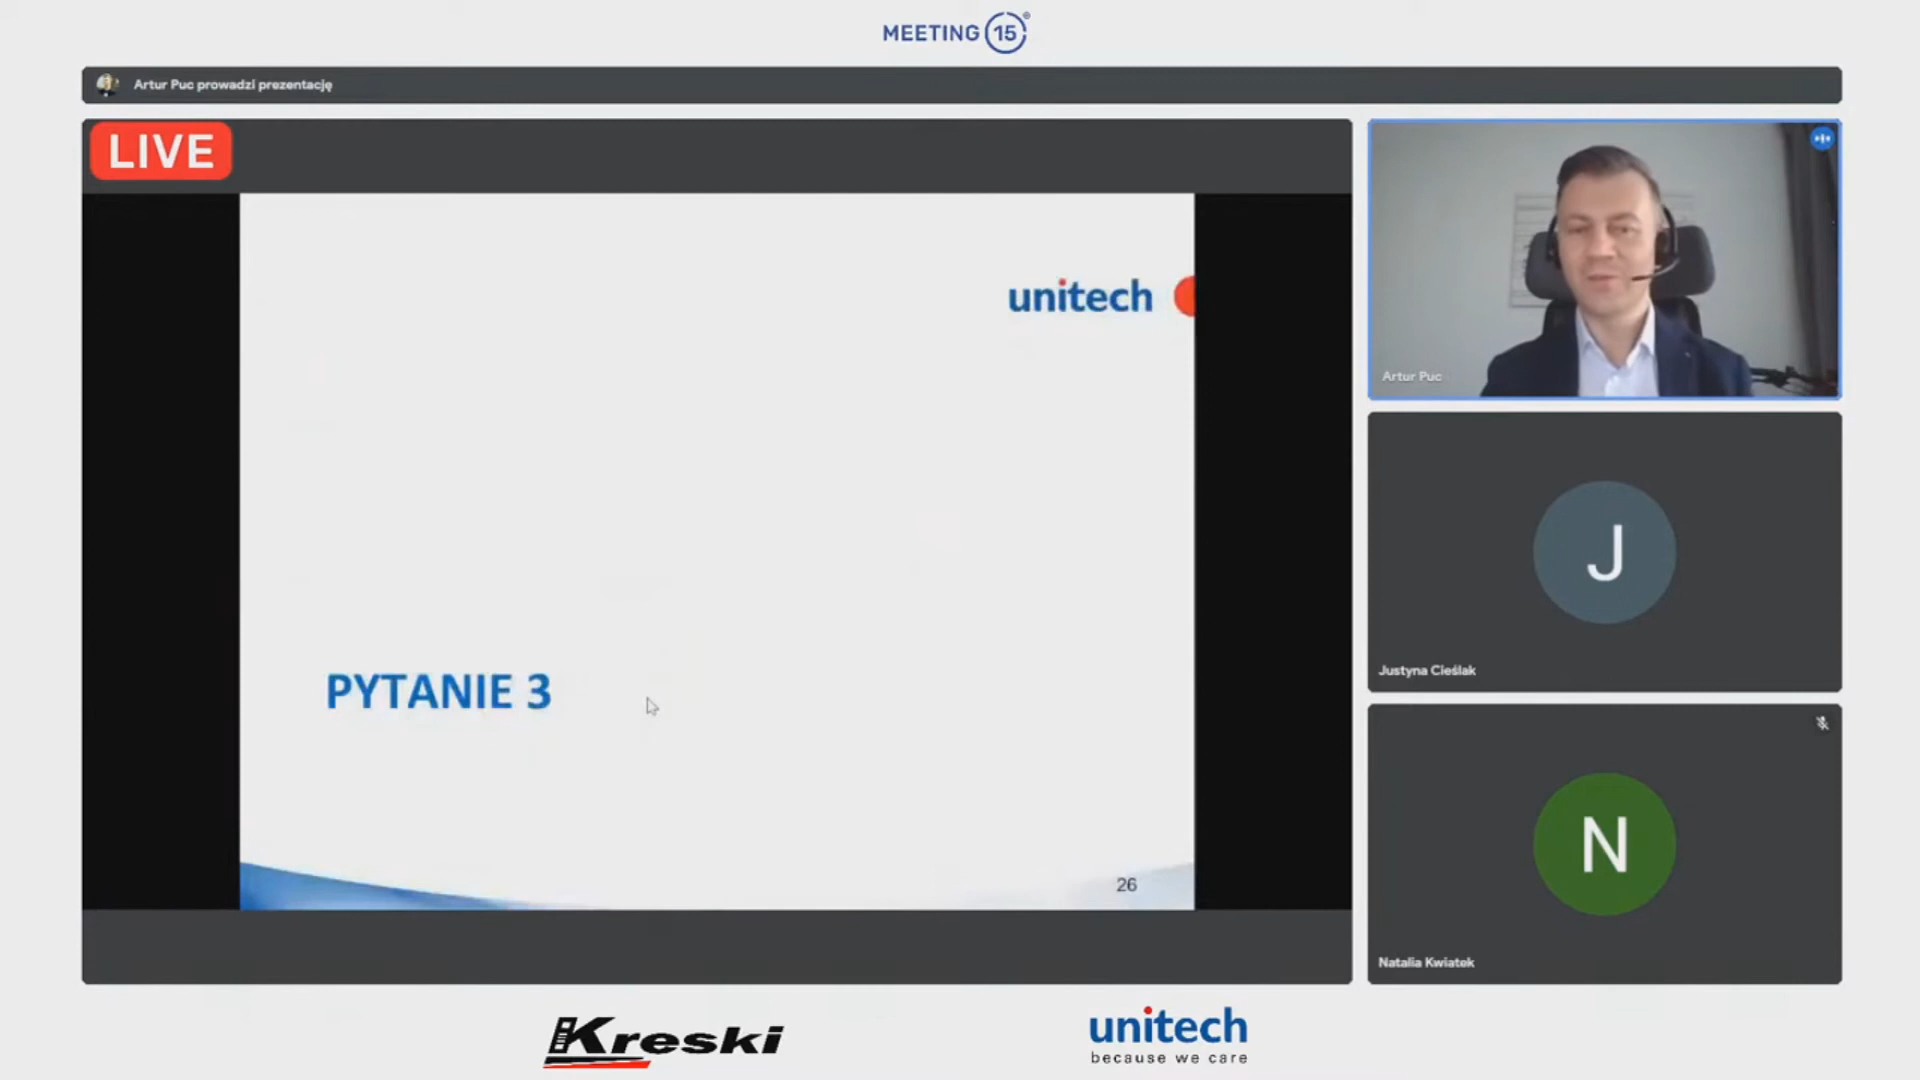 MEETING 15
Artur Puc prowadzi prezentację
LIVE
unitech
PYTANIE 3
26
Artur Puc
J
Justyna Cieślak
N
Natalia Kwiatek
Kreski
unitech
because we care